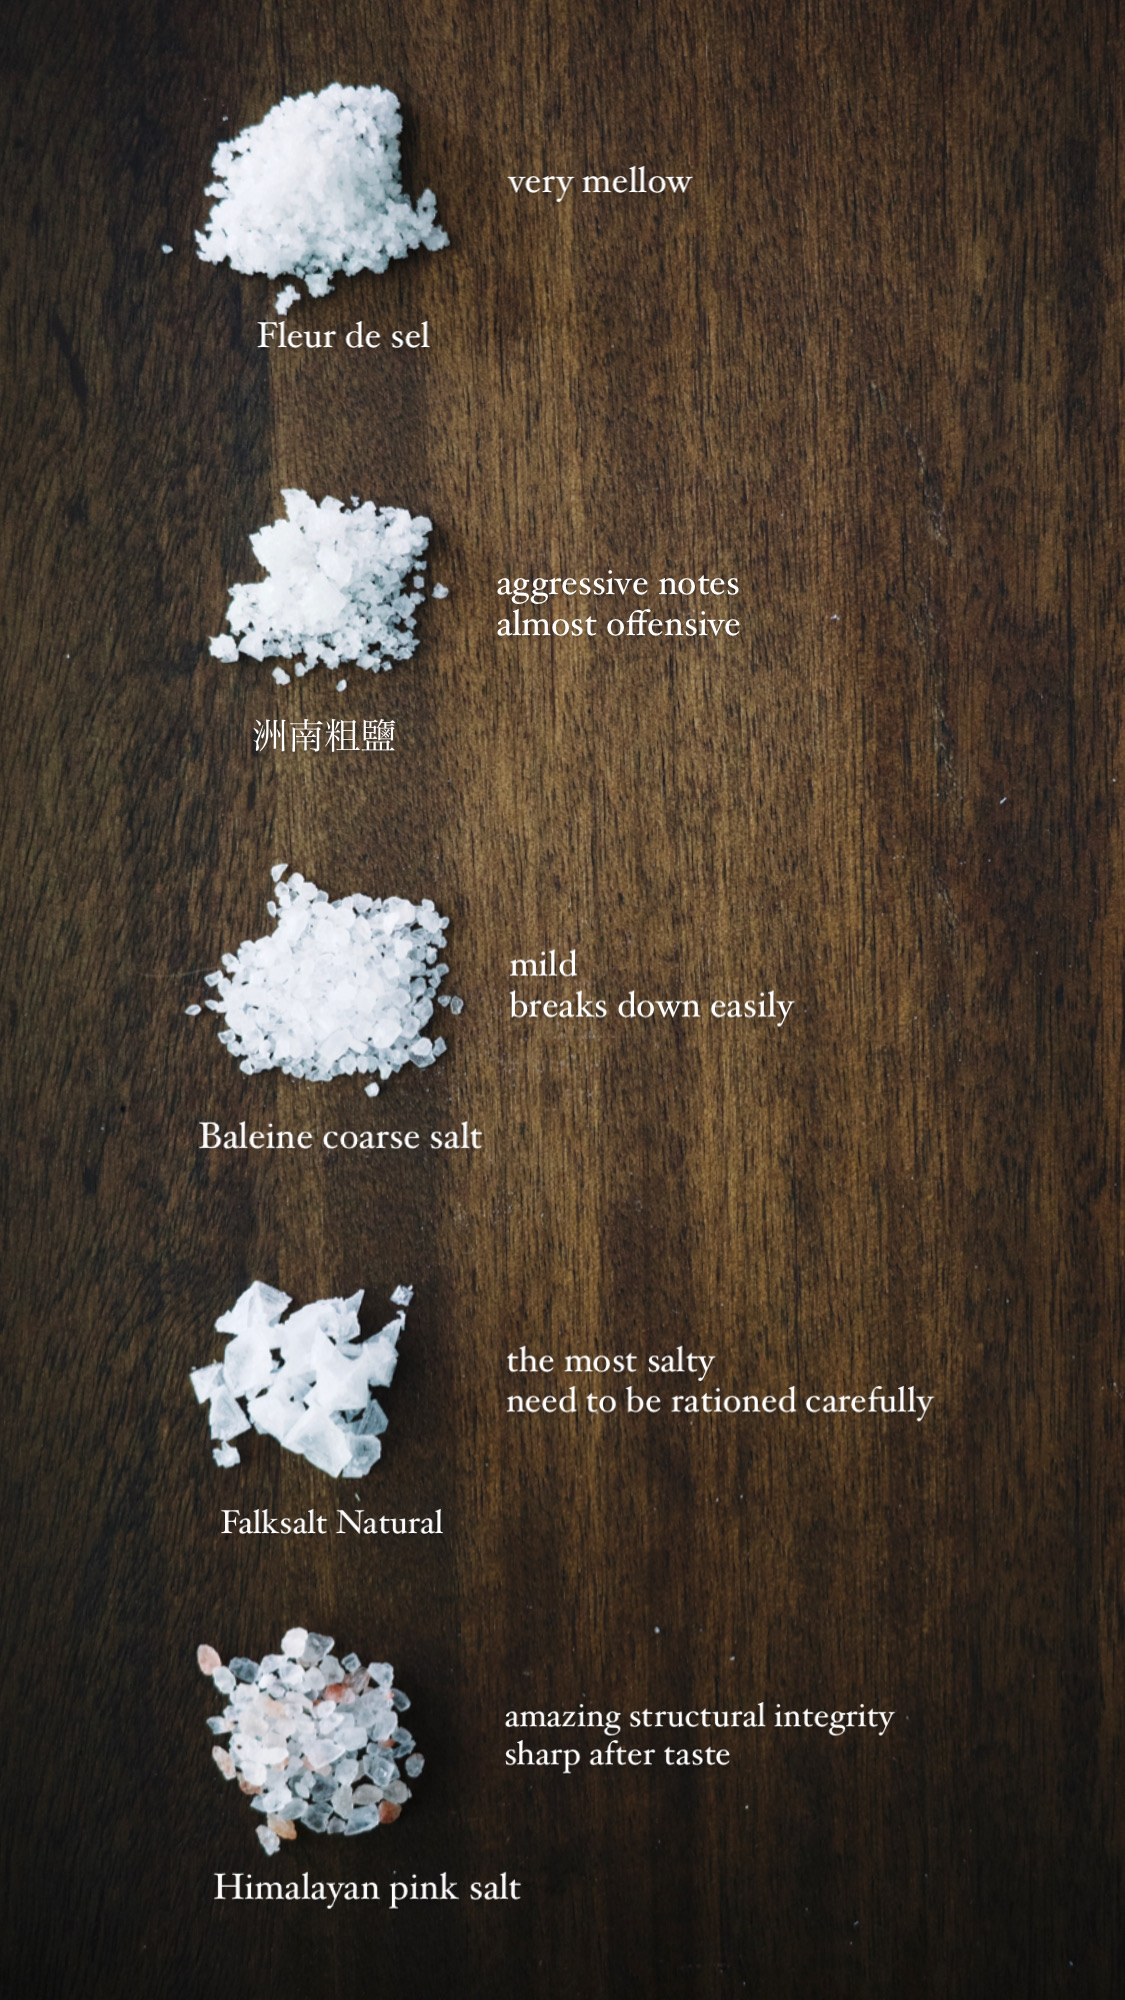 very mellow
Fleur de sel
aggressive notes
almost offensive
洲南粗鹽
mild
breaks down easily
Baleine coarse salt
the most salty
need to be rationed carefully
Falksalt Natural
amazing structural integrity
sharp after taste
Himalayan pink salt